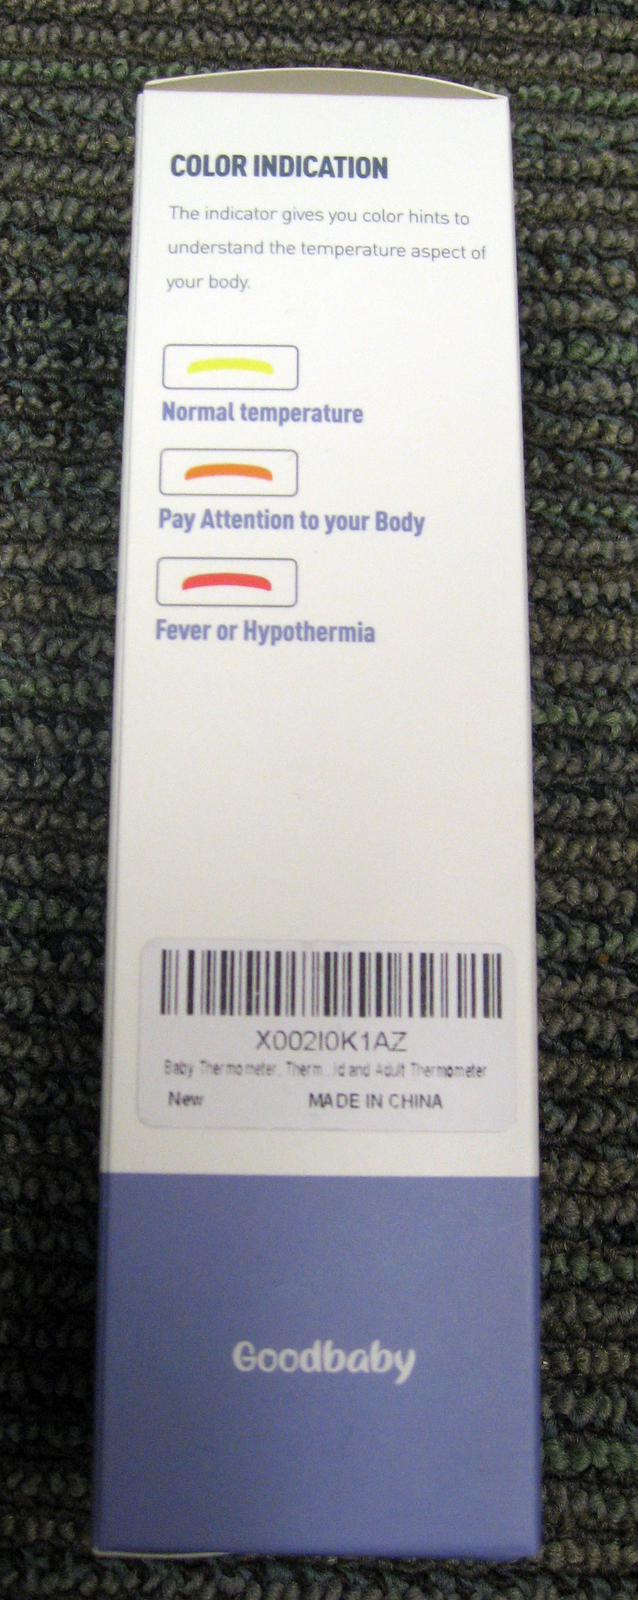 COLOR INDICATION
The indicator gives you color hints to
understand the temperature aspect of
your body.
Normal temperature
Pay Attention to your Body
Fever or Hypothermia
X002I0K1AZ
Baby Thermometer, Therm...ld and Adult Thermometer
New MADE IN CHINA
Goodbaby